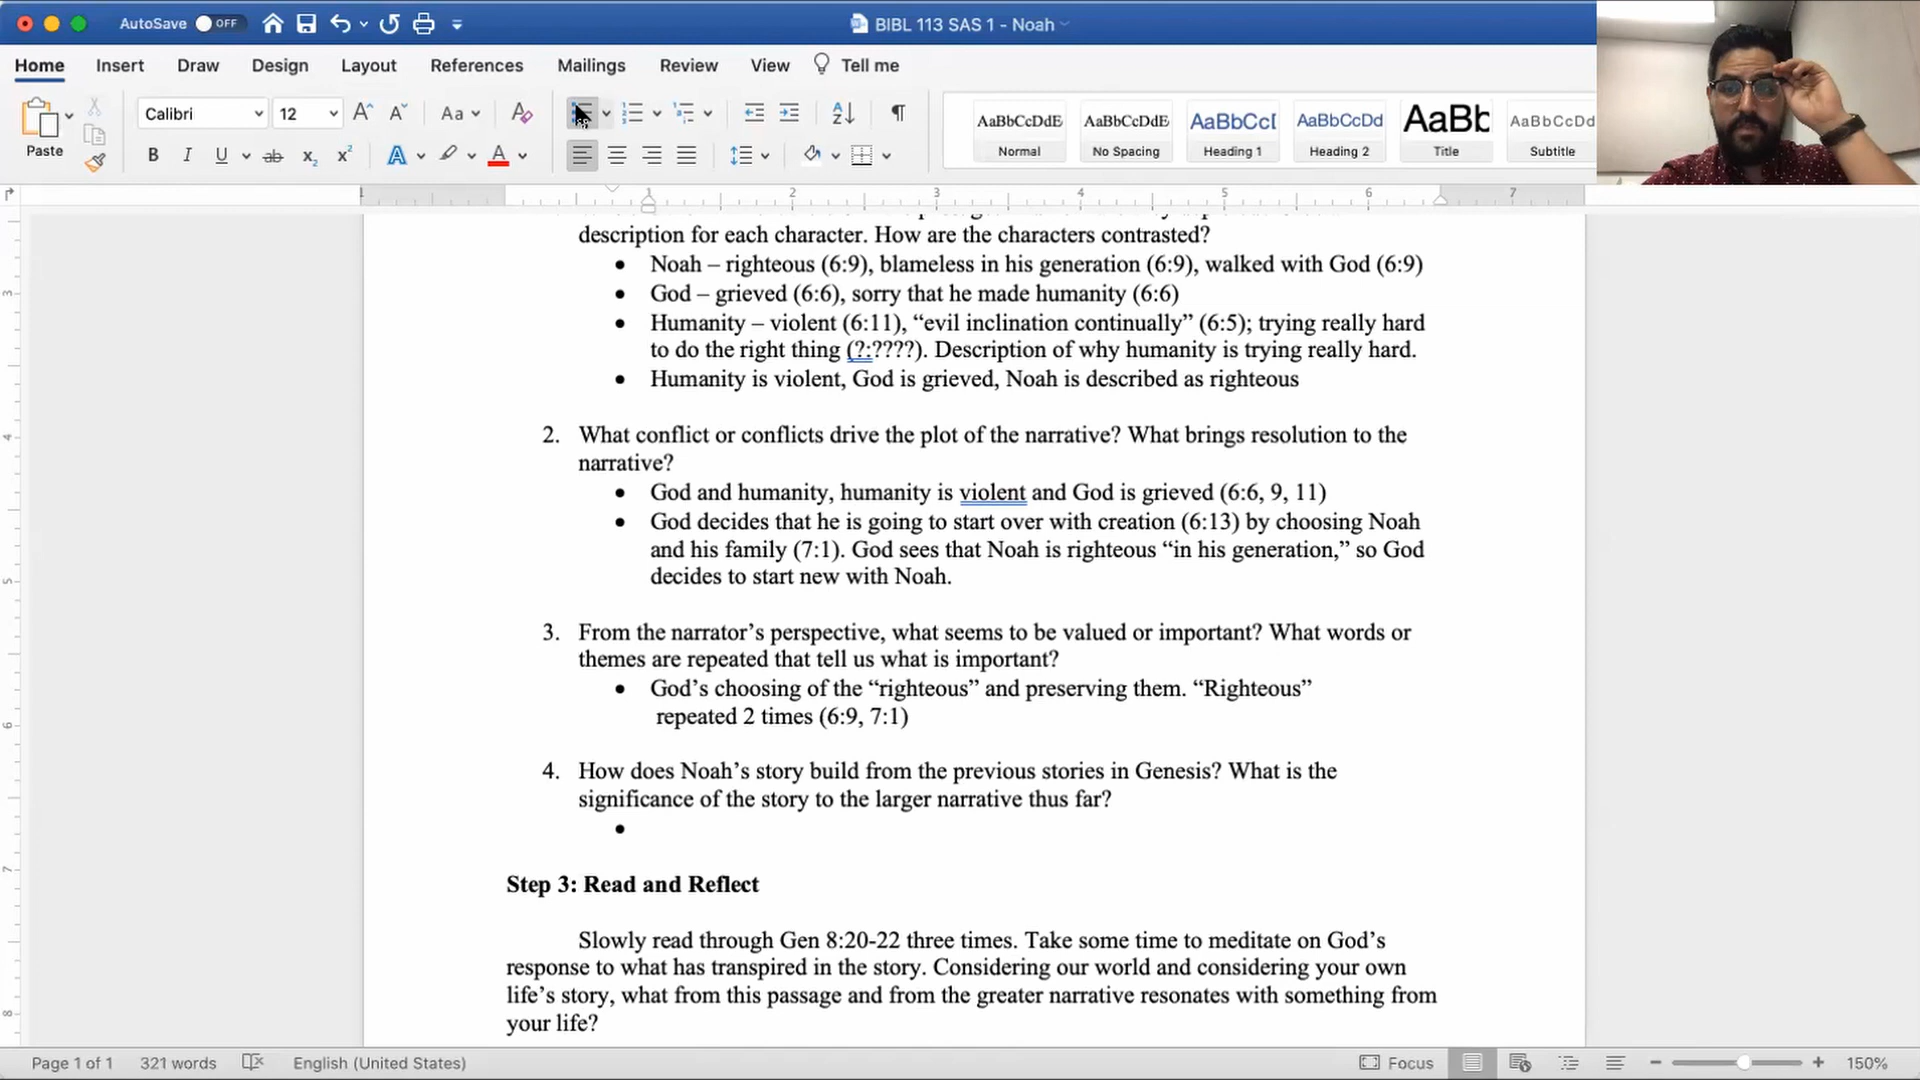 AutoSave OFF BIBL 113 SAS 1 - Noah
Home Insert Draw Design Layout References Mailings Review View Tell me
Calibri 12 A A Aa A AaBbCcDdE AaBbCcDdE AaBbCcD AaBbCcDd AaBb AaBbCcDd
Paste B I U ab x₂ x² A A Normal No Spacing Heading 1 Heading 2 Title Subtitle
1 1 2 3 4 5 6 7
description for each character. How are the characters contrasted?
• Noah – righteous (6:9), blameless in his generation (6:9), walked with God (6:9)
• God – grieved (6:6), sorry that he made humanity (6:6)
• Humanity – violent (6:11), “evil inclination continually” (6:5); trying really hard
to do the right thing (?:????). Description of why humanity is trying really hard.
• Humanity is violent, God is grieved, Noah is described as righteous
2. What conflict or conflicts drive the plot of the narrative? What brings resolution to the
narrative?
• God and humanity, humanity is violent and God is grieved (6:6, 9, 11)
• God decides that he is going to start over with creation (6:13) by choosing Noah
and his family (7:1). God sees that Noah is righteous “in his generation,” so God
decides to start new with Noah.
3. From the narrator’s perspective, what seems to be valued or important? What words or
themes are repeated that tell us what is important?
• God’s choosing of the “righteous” and preserving them. “Righteous”
repeated 2 times (6:9, 7:1)
4. How does Noah’s story build from the previous stories in Genesis? What is the
significance of the story to the larger narrative thus far?
•
Step 3: Read and Reflect
Slowly read through Gen 8:20-22 three times. Take some time to meditate on God’s
response to what has transpired in the story. Considering our world and considering your own
life’s story, what from this passage and from the greater narrative resonates with something from
your life?
Page 1 of 1 321 words English (United States) Focus 150%